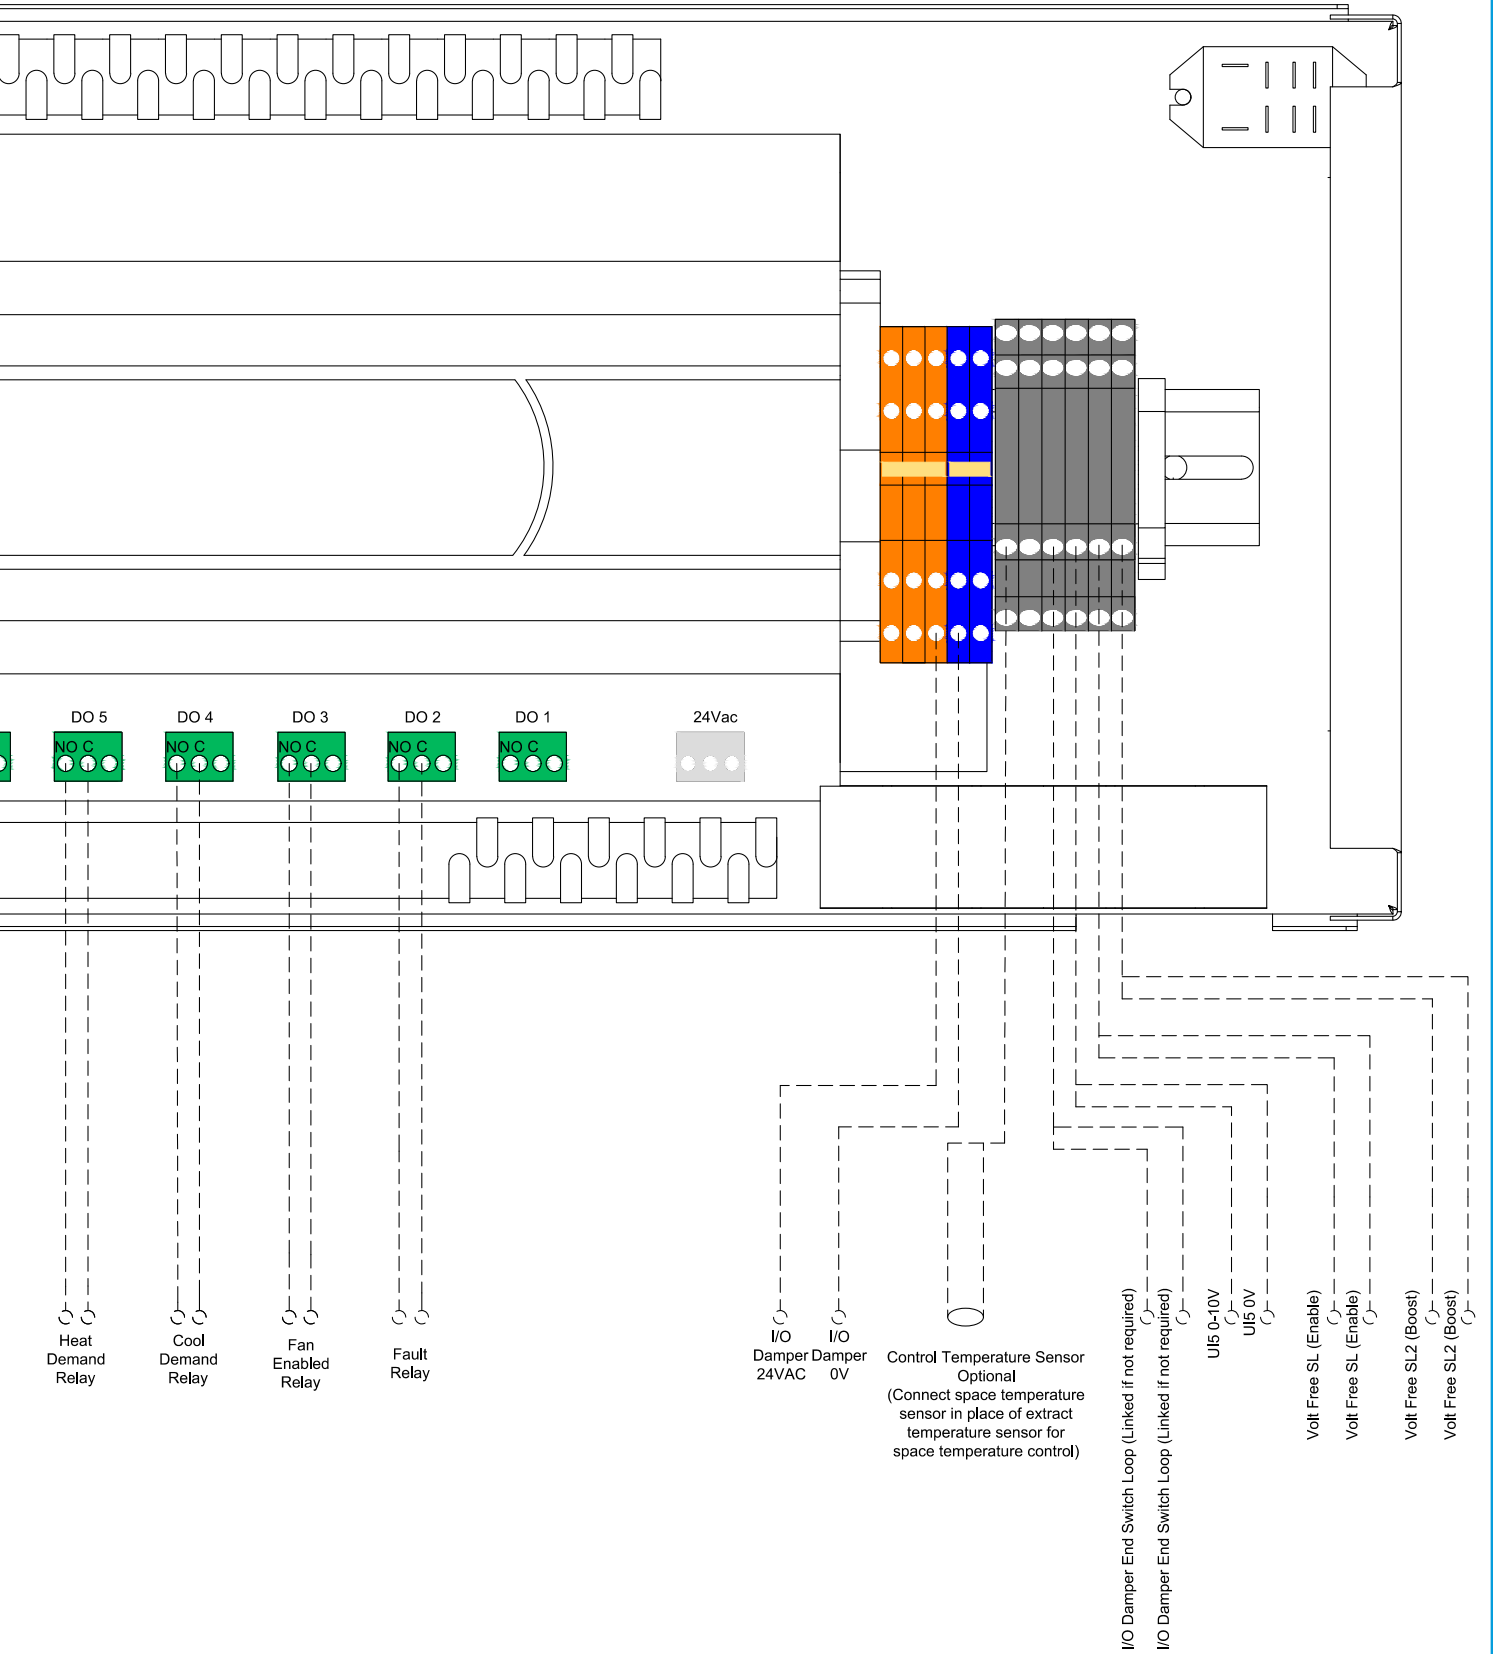 DO 5
DO 4
DO 3
DO 2
DO 1
24Vac
NO C
NO C
NO C
NO C
NO C
Heat
Demand
Relay
Cool
Demand
Relay
Fan
Enabled
Relay
Fault
Relay
I/O
Damper
24VAC
I/O
Damper
0V
Control Temperature Sensor
Optional
(Connect space temperature
sensor in place of extract
temperature sensor for
space temperature control)
I/O Damper End Switch Loop (Linked if not required)
I/O Damper End Switch Loop (Linked if not required)
UI5 0-10V
UI5 0V
Volt Free SL (Enable)
Volt Free SL (Enable)
Volt Free SL2 (Boost)
Volt Free SL2 (Boost)